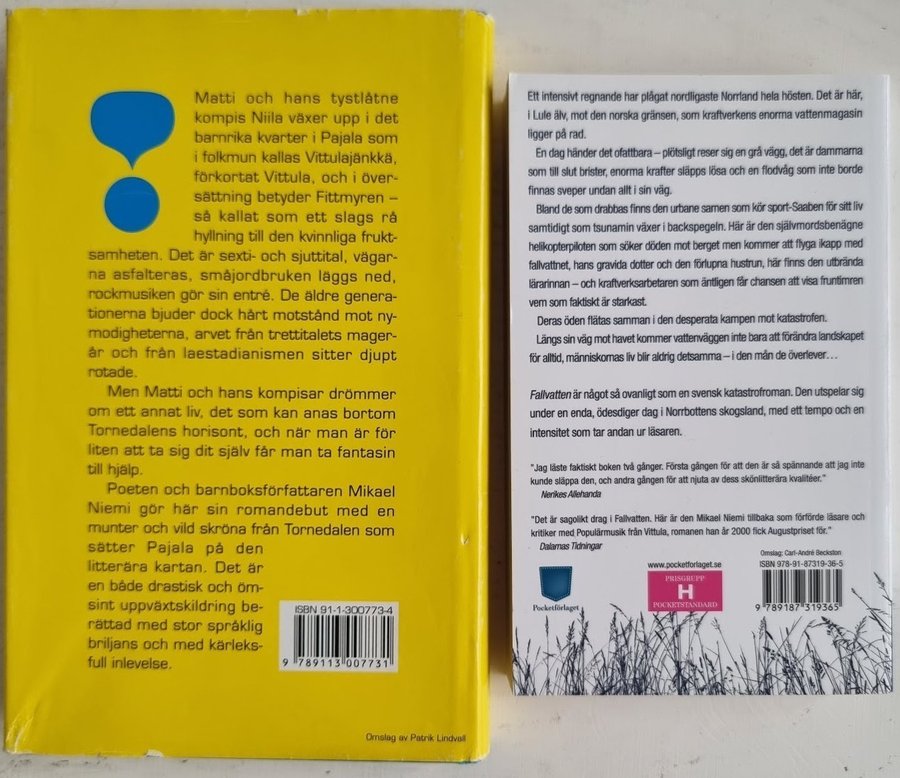 Matti och hans tystlåtne
kompis Niila växer upp i det
barnrika kvarter i Pajala som
i folkmun kallas Vittulajänkkä,
förkortat Vittula, och i över-
sättning betyder Fittmyren –
så kallat som ett slags rå
hyllning till den kvinnliga frukt-
samheten. Det är sexti- och sjuttital, vägar-
na asfalteras, småjordbruken läggs ned,
rockmusiken gör sin entré. De äldre genera-
tionerna bjuder dock hårt motstånd mot ny-
modigheterna, arvet från trettitalets mager-
år och från laestadianismen sitter djupt
rotade.
Men Matti och hans kompisar drömmer
om ett annat liv, det som kan anas bortom
Tornedalens horisont, och när man är för
liten att ta sig dit själv får man ta fantasin
till hjälp.
Poeten och barnboksförfattaren Mikael
Niemi gör här sin romandebut med en
munter och vild skröna från Tornedalen som
sätter Pajala på den
litterära kartan. Det är
en både drastisk och öm-
sint uppväxtskildring be-
rättad med stor språklig
briljans och med kärleks-
full inlevelse.
ISBN 91-1-300773-4
9 789113 007731
Omslag av Patrik Lindvall
Ett intensivt regnande har plågat nordligaste Norrland hela hösten. Det är här,
i Lule älv, mot den norska gränsen, som kraftverkens enorma vattenmagasin
ligger på rad.
En dag händer det ofattbara – plötsligt reser sig en grå vägg, det är dammarna
som till slut brister, enorma krafter släpps lösa och en flodvåg som inte borde
finnas sveper undan allt i sin väg.
Bland de som drabbas finns den urbane samen som kör sport-Saaben för sitt liv
samtidigt som tsunamin växer i backspegeln. Här är den självmordsbenägne
helikopterpiloten som söker döden mot berget men kommer att flyga ikapp med
fallvattnet, hans gravida dotter och den förlupna hustrun, här finns den utbrända
lärarinnan – och kraftverksarbetaren som äntligen får chansen att visa fruntimren
vem som faktiskt är starkast.
Deras öden flätas samman i den desperata kampen mot katastrofen.
Längs sin väg mot havet kommer vattenväggen inte bara att förändra landskapet
för alltid, människornas liv blir aldrig detsamma – i den mån de överlever…
Fallvatten är något så ovanligt som en svensk katastrofroman. Den utspelar sig
under en enda, ödesdiger dag i Norrbottens skogsland, med ett tempo och en
intensitet som tar andan ur läsaren.
"Jag läste faktiskt boken två gånger. Första gången för att den är så spännande att jag inte
kunde släppa den, och andra gången för att njuta av dess skönlitterära kvalitéer."
Nerikes Allehanda
"Det är sagolikt drag i Fallvatten. Här är den Mikael Niemi tillbaka som förförde läsare och
kritiker med Populärmusik från Vittula, romanen han år 2000 fick Augustpriset för."
Dalarnas Tidningar
Omslag: Carl-André Beckston
www.pocketforlaget.se
ISBN 978-91-87319-36-5
Pocketförlaget
PRISGRUPP
H
POCKETSTANDARD
9 789187 319365